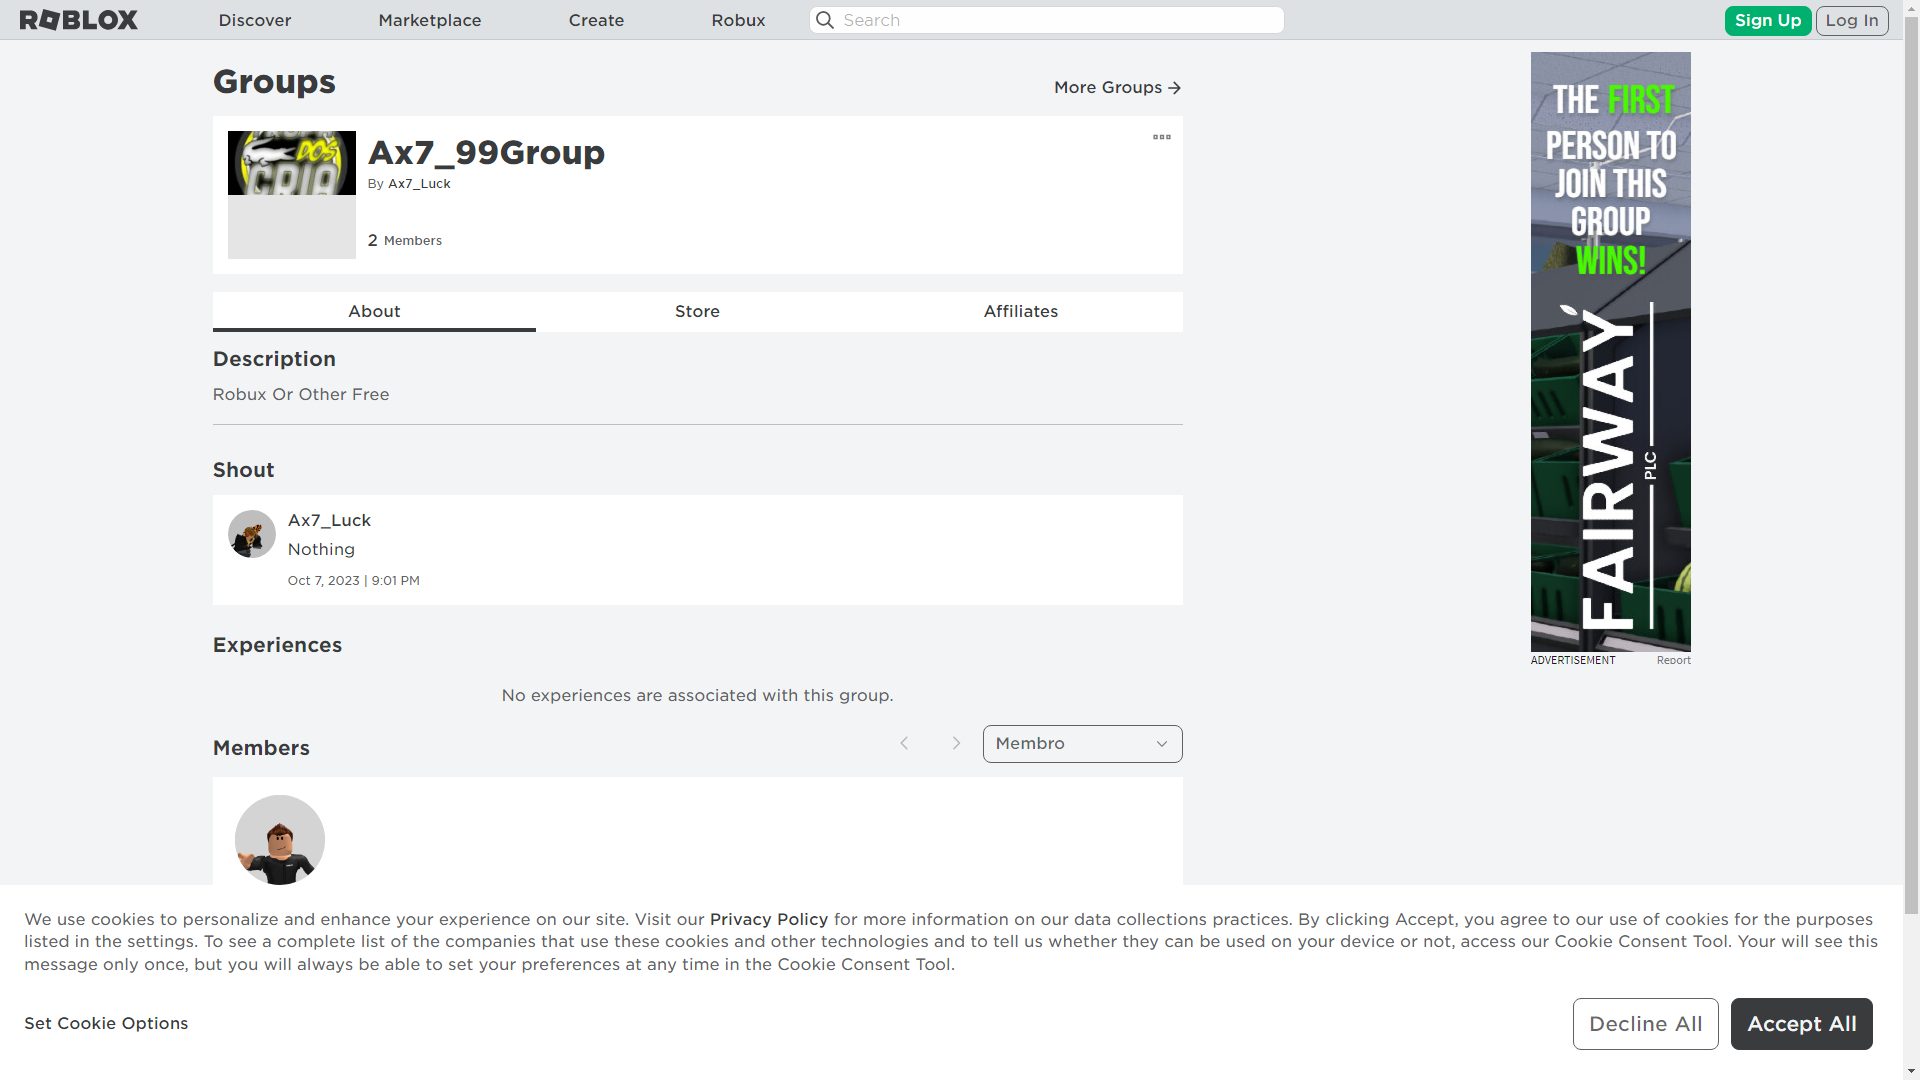 ROBLOX
Discover
Marketplace
Create
Robux
Search
Sign Up
Log In
Groups
More Groups
DOS
CRIA
Ax7_99Group
By Ax7_Luck
2 Members
About
Store
Affiliates
Description
Robux Or Other Free
Shout
Ax7_Luck
Nothing
Oct 7, 2023 | 9:01 PM
Experiences
No experiences are associated with this group.
Members
Membro
THE FIRST
PERSON TO
JOIN THIS
GROUP
WINS!
FAIRWAY
PLC
ADVERTISEMENT
Report
We use cookies to personalize and enhance your experience on our site. Visit our Privacy Policy for more information on our data collections practices. By clicking Accept, you agree to our use of cookies for the purposes
listed in the settings. To see a complete list of the companies that use these cookies and other technologies and to tell us whether they can be used on your device or not, access our Cookie Consent Tool. Your will see this
message only once, but you will always be able to set your preferences at any time in the Cookie Consent Tool.
Set Cookie Options
Decline All
Accept All